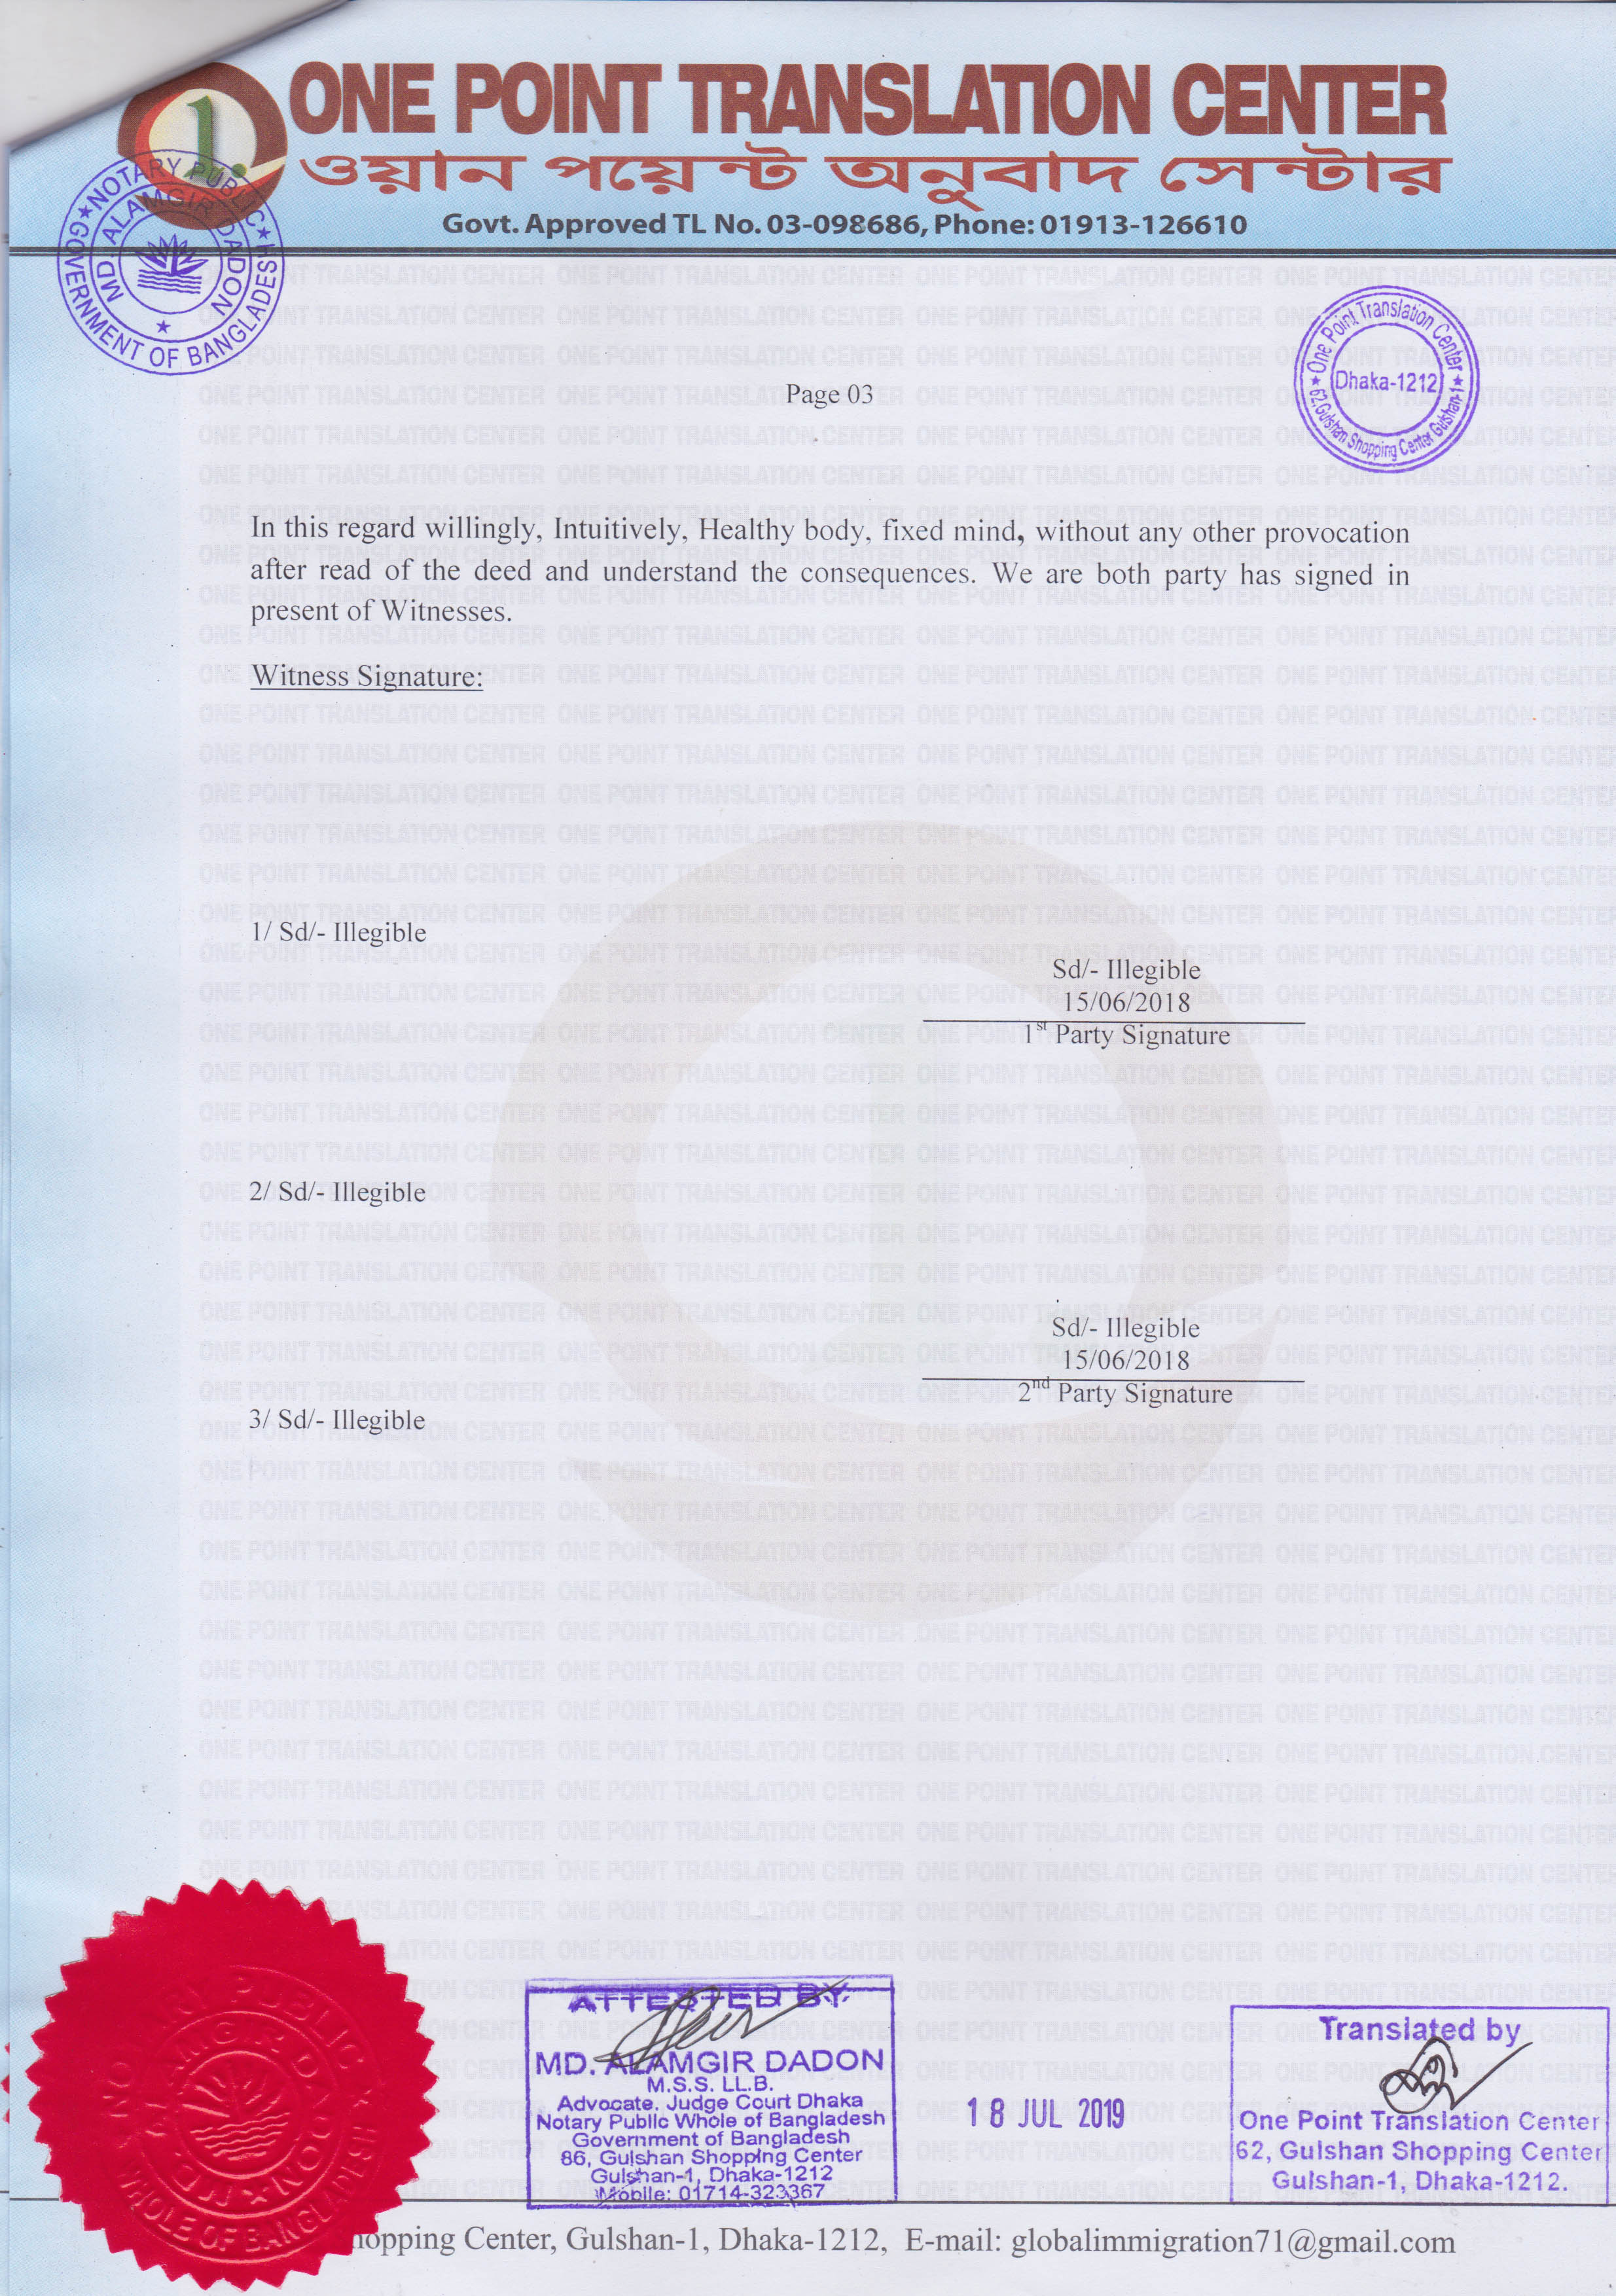 1.
ONE POINT TRANSLATION CENTER
ওয়ান পয়েন্ট অনুবাদ সেন্টার
Govt. Approved TL No. 03-098686, Phone: 01913-126610
NOTARY PUBLIC
MD ALAMGIR DADON
GOVERNMENT OF BANGLADESH
One Point Translation Center
Dhaka-1212
62, Gulshan Shopping Center Gulshan-1
Page 03
In this regard willingly, Intuitively, Healthy body, fixed mind, without any other provocation
after read of the deed and understand the consequences. We are both party has signed in
present of Witnesses.
Witness Signature:
1/ Sd/- Illegible
Sd/- Illegible
15/06/2018
1st Party Signature
2/ Sd/- Illegible
Sd/- Illegible
15/06/2018
2nd Party Signature
3/ Sd/- Illegible
NOTARY PUBLIC
MD. ALAMGIR DADON
WHOLE OF BANGLADESH
ATTESTED BY
MD. ALAMGIR DADON
M.S.S. LL.B.
Advocate. Judge Court Dhaka
Notary Public Whole of Bangladesh
Government of Bangladesh
86, Gulshan Shopping Center
Gulshan-1, Dhaka-1212
Mobile: 01714-323367
18 JUL 2019
Translated by
One Point Translation Center
62, Gulshan Shopping Center
Gulshan-1, Dhaka-1212.
hopping Center, Gulshan-1, Dhaka-1212, E-mail: globalimmigration71@gmail.com